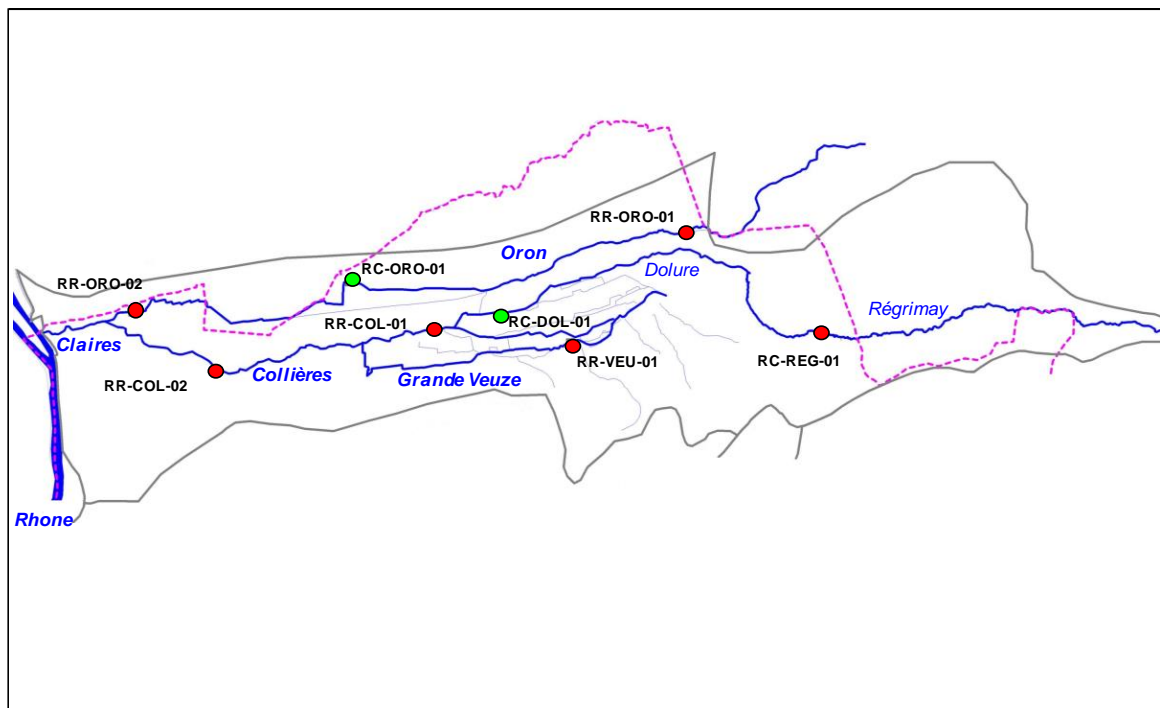 RR-ORO-01
Oron
RC-ORO-01
Dolure
RR-ORO-02
Régrimay
RR-COL-01
RC-DOL-01
Claires
RR-VEU-01
RC-REG-01
RR-COL-02
Collières
Grande Veuze
Rhone